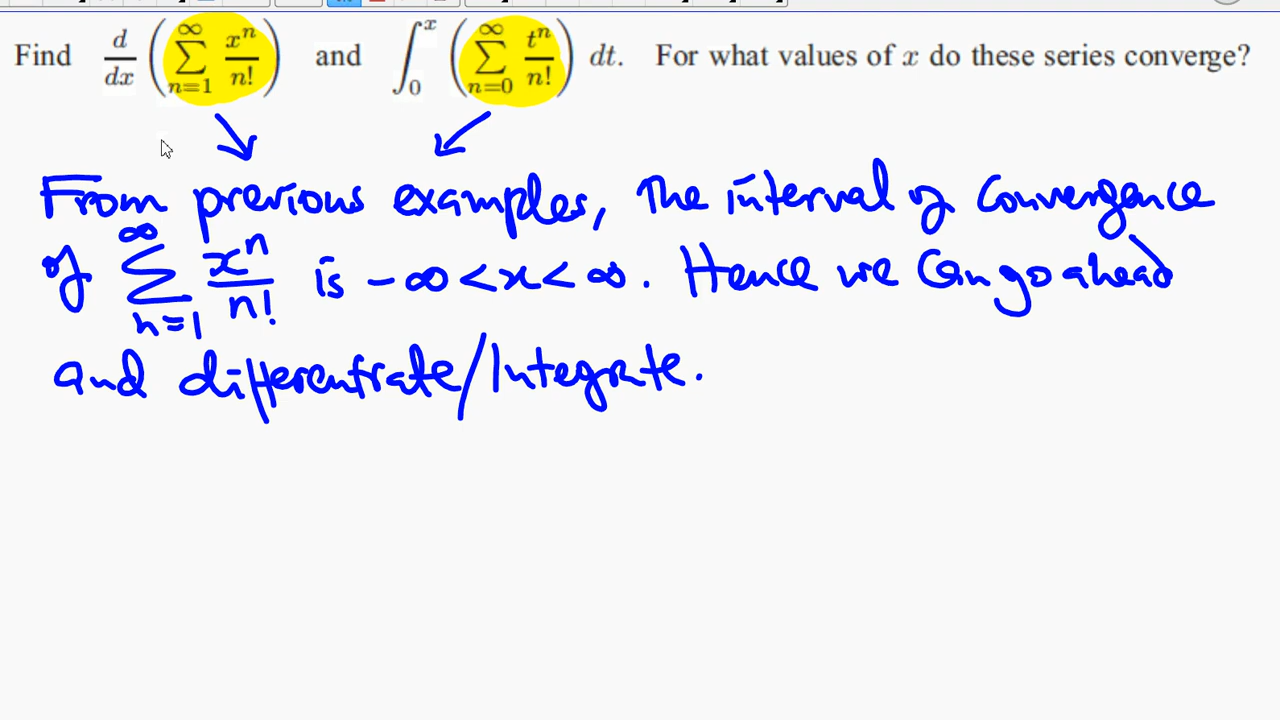 Find d/dx (∑_{n=1}^{∞} x^n/n!) and ∫_0^x (∑_{n=0}^{∞} t^n/n!) dt. For what values of x do these series converge?
From previous examples, The interval of Convergence
of ∑_{n=1}^{∞} x^n/n! is -∞ < x < ∞. Hence we Can go ahead
and differentiate/Integrate.